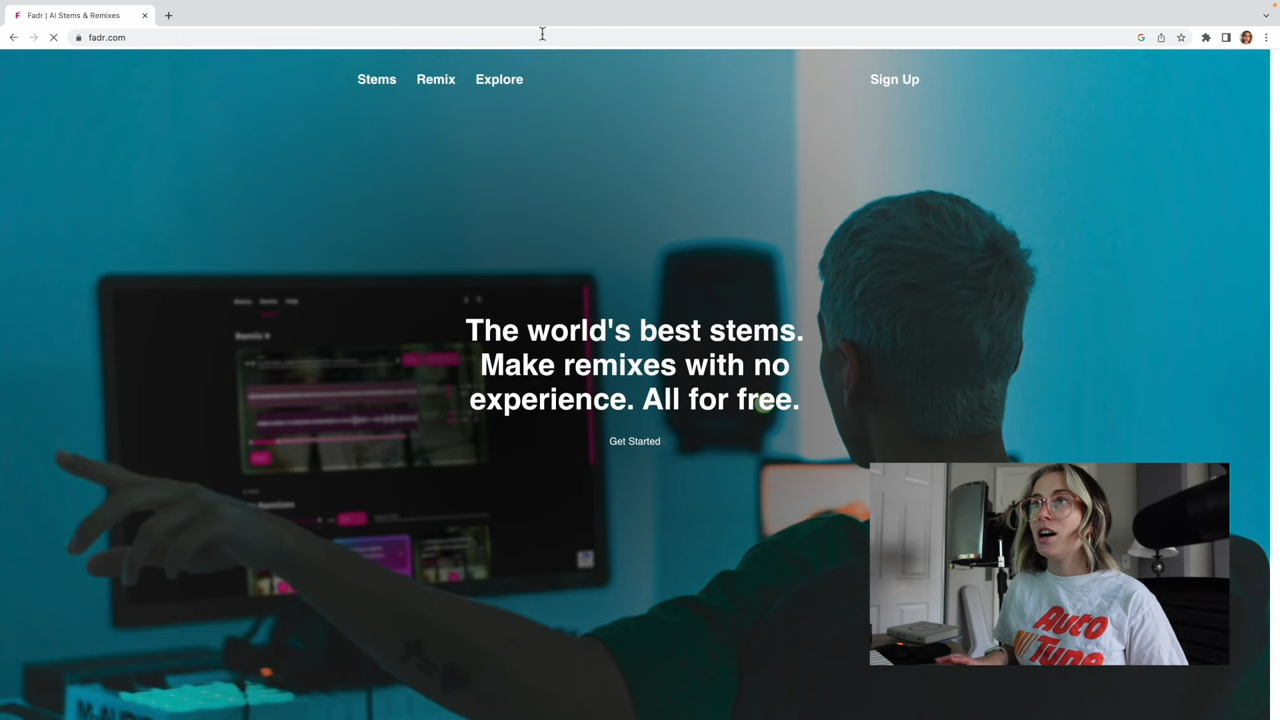 Fadr | AI Stems & Remixes
fadr.com
Stems Remix Explore Sign Up
The world's best stems.
Make remixes with no
experience. All for free.
Get Started
Auto
Tune